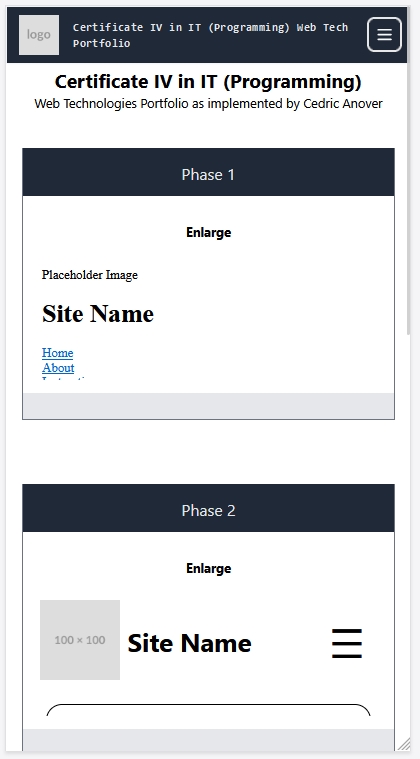 logo
Certificate IV in IT (Programming) Web Tech
Portfolio
Certificate IV in IT (Programming)
Web Technologies Portfolio as implemented by Cedric Anover
Phase 1
Enlarge
Placeholder Image
Site Name
Home
About
Phase 2
Enlarge
100 × 100
Site Name